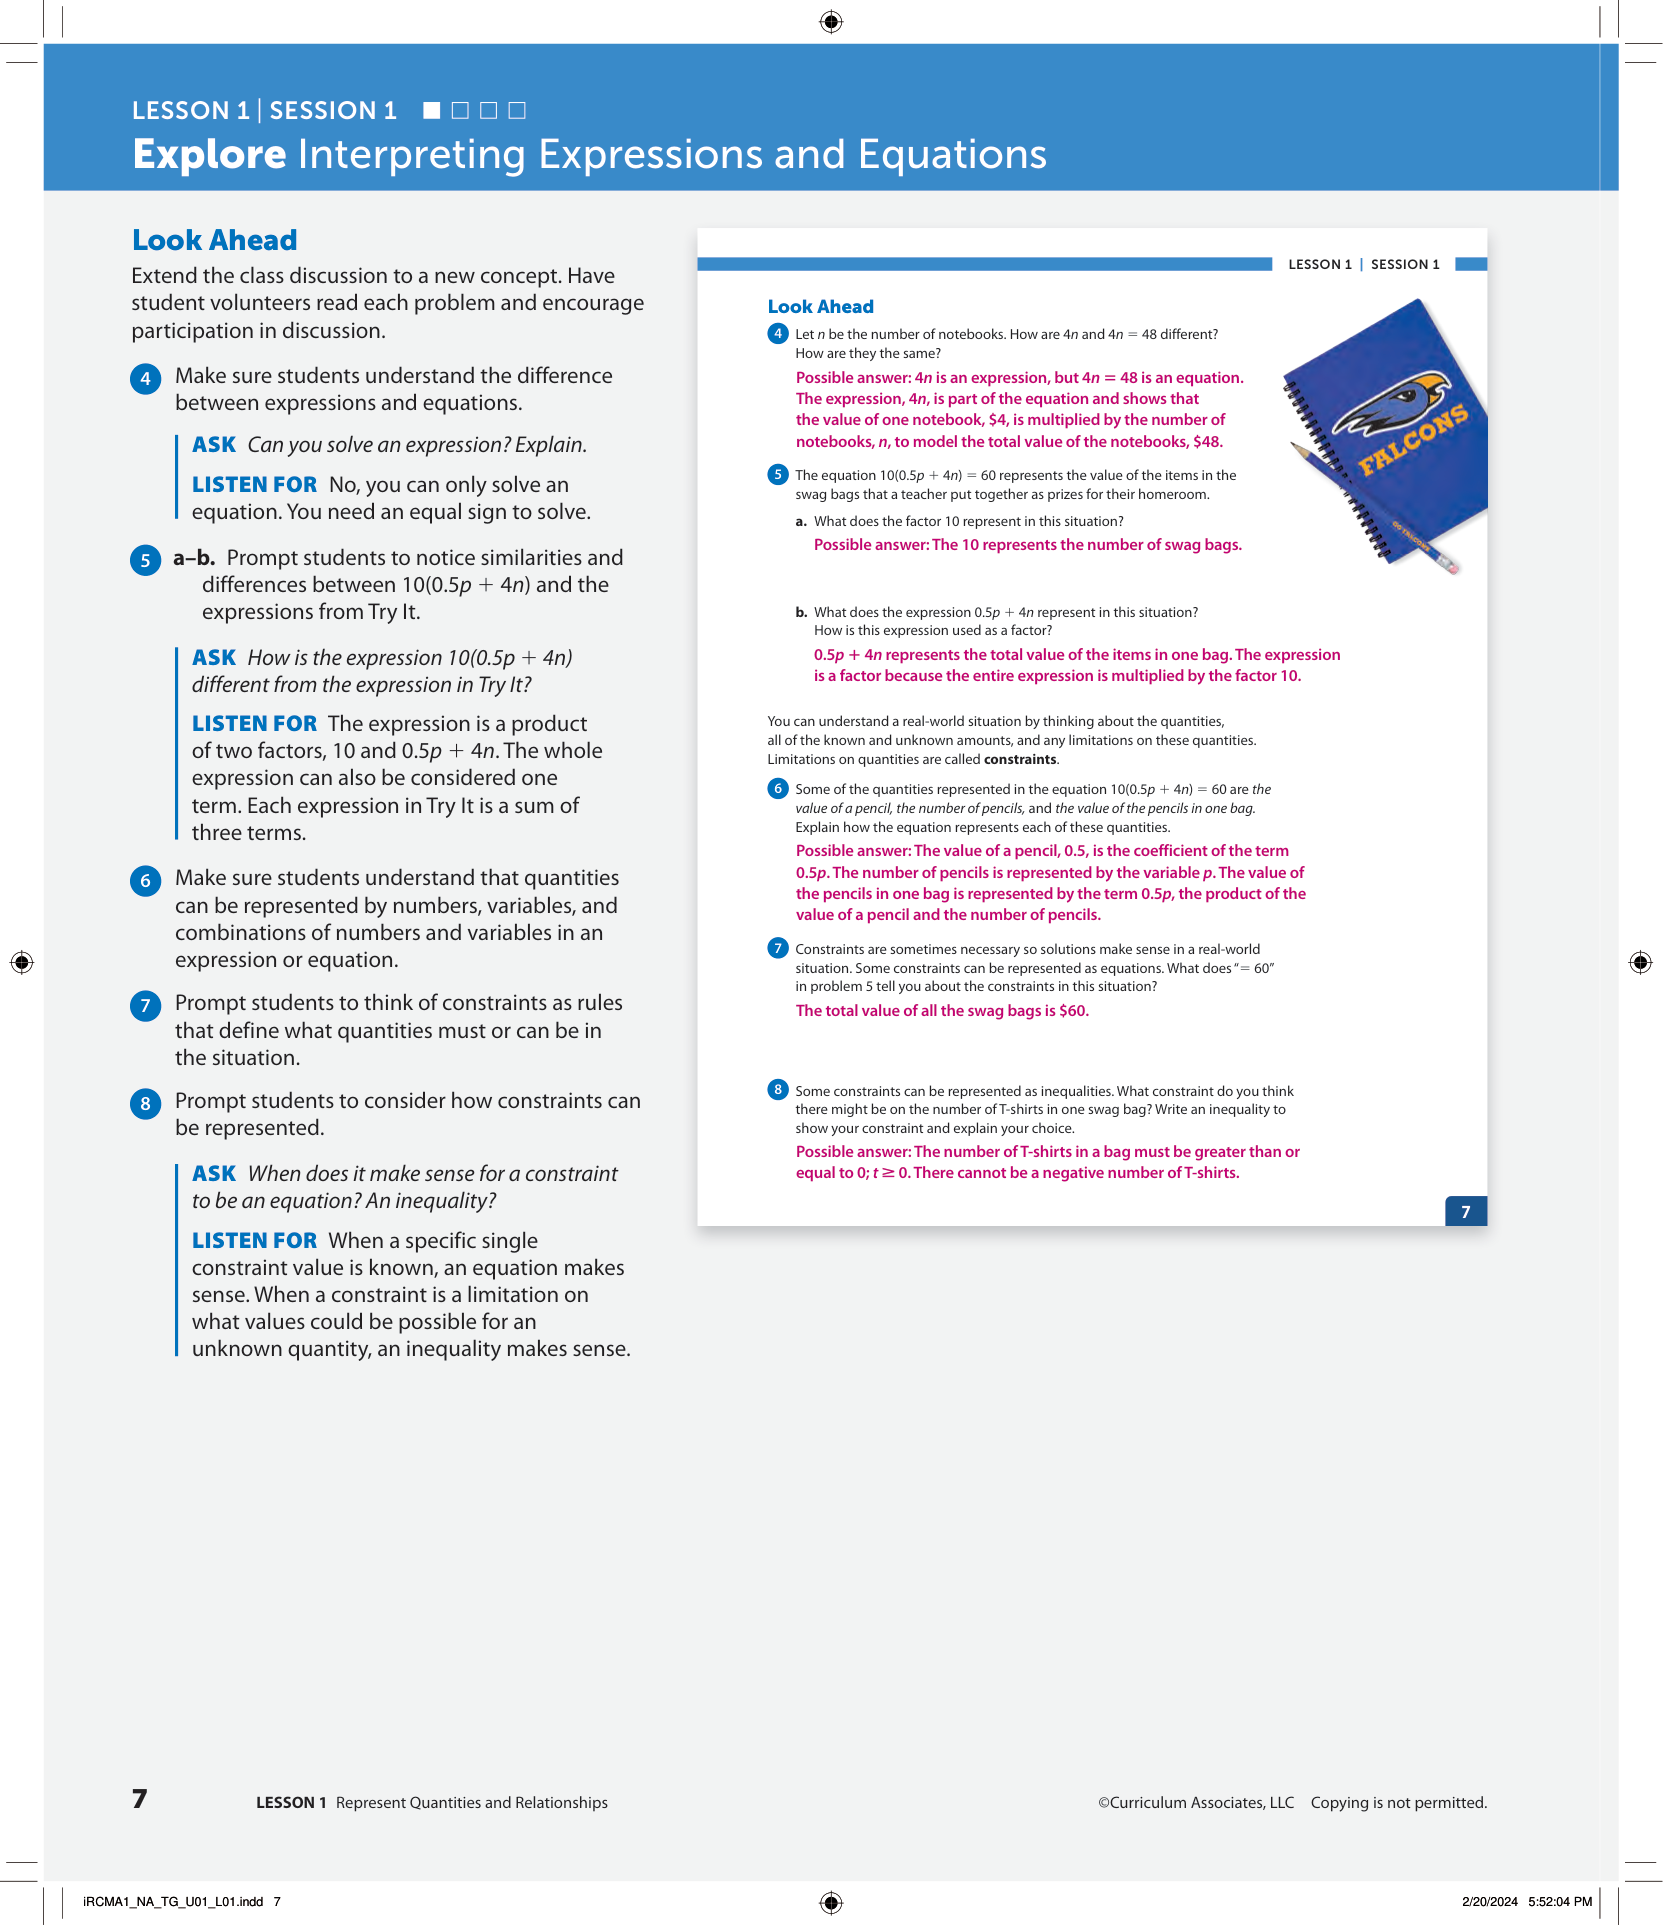 LESSON 1 | SESSION 1
Explore Interpreting Expressions and Equations
Look Ahead
Extend the class discussion to a new concept. Have
student volunteers read each problem and encourage
participation in discussion.
4 Make sure students understand the difference
between expressions and equations.
ASK Can you solve an expression? Explain.
LISTEN FOR No, you can only solve an
equation. You need an equal sign to solve.
5 a–b. Prompt students to notice similarities and
differences between 10(0.5p + 4n) and the
expressions from Try It.
ASK How is the expression 10(0.5p + 4n)
different from the expression in Try It?
LISTEN FOR The expression is a product
of two factors, 10 and 0.5p + 4n. The whole
expression can also be considered one
term. Each expression in Try It is a sum of
three terms.
6 Make sure students understand that quantities
can be represented by numbers, variables, and
combinations of numbers and variables in an
expression or equation.
7 Prompt students to think of constraints as rules
that define what quantities must or can be in
the situation.
8 Prompt students to consider how constraints can
be represented.
ASK When does it make sense for a constraint
to be an equation? An inequality?
LISTEN FOR When a specific single
constraint value is known, an equation makes
sense. When a constraint is a limitation on
what values could be possible for an
unknown quantity, an inequality makes sense.
LESSON 1 | SESSION 1
Look Ahead
4 Let n be the number of notebooks. How are 4n and 4n = 48 different?
How are they the same?
Possible answer: 4n is an expression, but 4n = 48 is an equation.
The expression, 4n, is part of the equation and shows that
the value of one notebook, $4, is multiplied by the number of
notebooks, n, to model the total value of the notebooks, $48.
FALCONS
GO FALCONS
5 The equation 10(0.5p + 4n) = 60 represents the value of the items in the
swag bags that a teacher put together as prizes for their homeroom.
a. What does the factor 10 represent in this situation?
Possible answer: The 10 represents the number of swag bags.
b. What does the expression 0.5p + 4n represent in this situation?
How is this expression used as a factor?
0.5p + 4n represents the total value of the items in one bag. The expression
is a factor because the entire expression is multiplied by the factor 10.
You can understand a real-world situation by thinking about the quantities,
all of the known and unknown amounts, and any limitations on these quantities.
Limitations on quantities are called constraints.
6 Some of the quantities represented in the equation 10(0.5p + 4n) = 60 are the
value of a pencil, the number of pencils, and the value of the pencils in one bag.
Explain how the equation represents each of these quantities.
Possible answer: The value of a pencil, 0.5, is the coefficient of the term
0.5p. The number of pencils is represented by the variable p. The value of
the pencils in one bag is represented by the term 0.5p, the product of the
value of a pencil and the number of pencils.
7 Constraints are sometimes necessary so solutions make sense in a real-world
situation. Some constraints can be represented as equations. What does “= 60”
in problem 5 tell you about the constraints in this situation?
The total value of all the swag bags is $60.
8 Some constraints can be represented as inequalities. What constraint do you think
there might be on the number of T-shirts in one swag bag? Write an inequality to
show your constraint and explain your choice.
Possible answer: The number of T-shirts in a bag must be greater than or
equal to 0; t ≥ 0. There cannot be a negative number of T-shirts.
7
7 LESSON 1 Represent Quantities and Relationships
©Curriculum Associates, LLC Copying is not permitted.
iRCMA1_NA_TG_U01_L01.indd 7
2/20/2024 5:52:04 PM